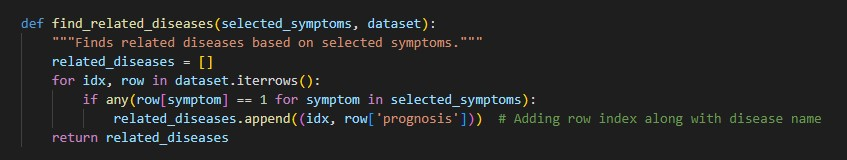 def find_related_diseases(selected_symptoms, dataset):
    """Finds related diseases based on selected symptoms."""
    related_diseases = []
    for idx, row in dataset.iterrows():
        if any(row[symptom] == 1 for symptom in selected_symptoms):
            related_diseases.append((idx, row['prognosis']))  # Adding row index along with disease name
    return related_diseases